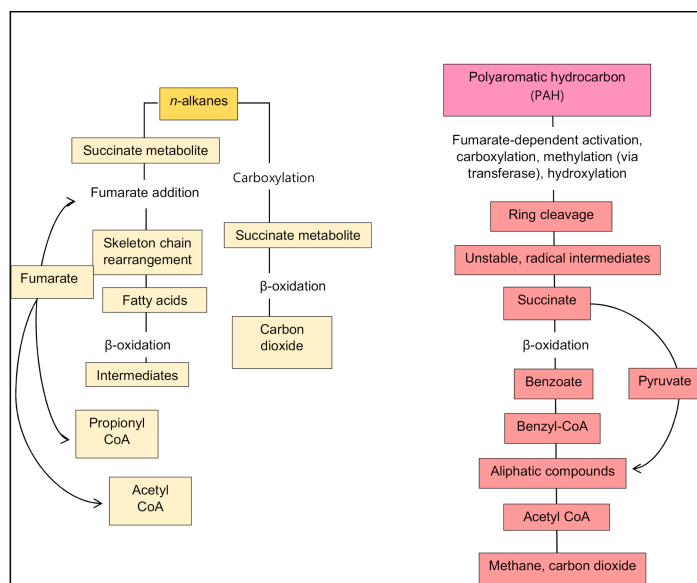 n-alkanes
Succinate metabolite
Fumarate addition
Skeleton chain
rearrangement
Fumarate
Fatty acids
β-oxidation
Intermediates
Propionyl
CoA
Acetyl
CoA
Carboxylation
Succinate metabolite
β-oxidation
Carbon
dioxide
Polyaromatic hydrocarbon
(PAH)
Fumarate-dependent activation,
carboxylation, methylation (via
transferase), hydroxylation
Ring cleavage
Unstable, radical intermediates
Succinate
β-oxidation
Pyruvate
Benzoate
Benzyl-CoA
Aliphatic compounds
Acetyl CoA
Methane, carbon dioxide